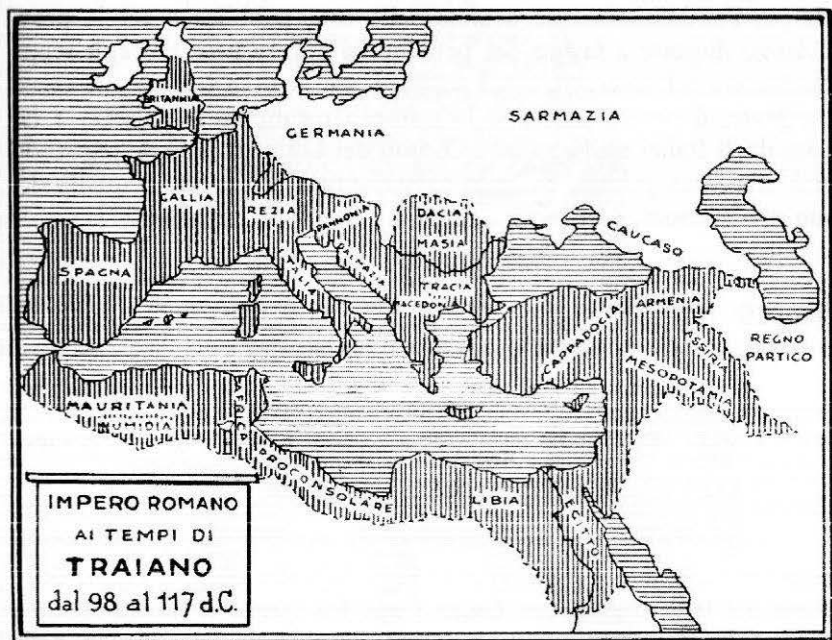 BRITANNIA
GERMANIA
SARMAZIA
GALLIA
REZIA
PANNONIA
DACIA
MASIA
CAUCASO
SPAGNA
ITALIA
DALMAZIA
TRACIA
MACEDONIA
CAPPADOCIA
ARMENIA
ASSIRIA
REGNO
PARTICO
MESOPOTAMIA
MAURITANIA
NUMIDIA
AFRICA PROCONSOLARE
LIBIA
EGITTO
IMPERO ROMANO
AI TEMPI DI
TRAIANO
dal 98 al 117 d.C.